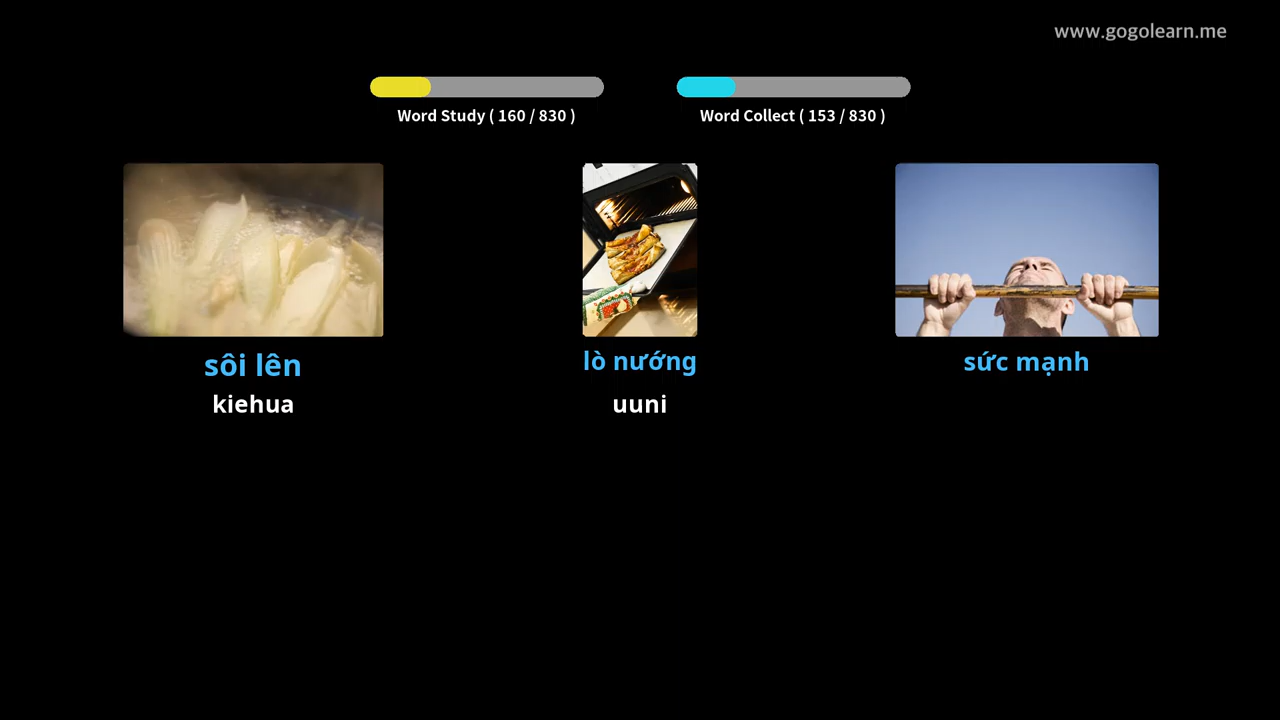 www.gogolearn.me
Word Study ( 160 / 830 )
Word Collect ( 153 / 830 )
sôi lên
kiehua
lò nướng
uuni
sức mạnh